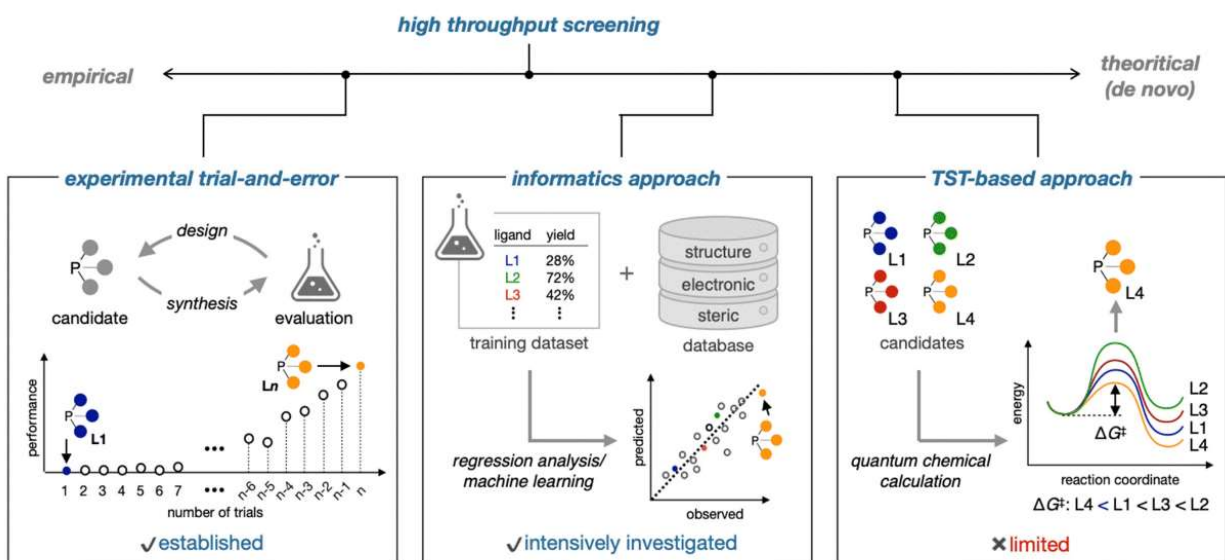 high throughput screening
empirical
theoritical
(de novo)
experimental trial-and-error
design
P
synthesis
candidate
evaluation
performance
P
L1
P
Ln
1 2 3 4 5 6 7 ••• n-6 n-5 n-4 n-3 n-2 n-1 n
•••
number of trials
✓established
informatics approach
ligand yield
L1 28%
L2 72%
L3 42%
⋮ ⋮
+
structure
electronic
steric
training dataset
database
regression analysis/
machine learning
predicted
P
observed
✓intensively investigated
TST-based approach
P
L1
P
L2
P
L3
P
L4
candidates
P
L4
quantum chemical
calculation
energy
ΔG‡
L2
L3
L1
L4
reaction coordinate
ΔG‡: L4 < L1 < L3 < L2
✖limited